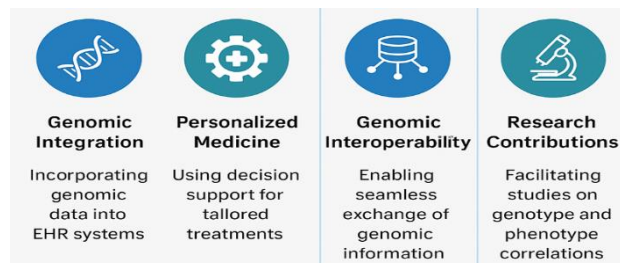 Genomic
Integration
Incorporating
genomic
data into
EHR systems
Personalized
Medicine
Using decision
support for
tallored
treatments
Genomic
Interoperability
Enabling
seamless
exchange of
genomic
information
Research
Contributions
Facilitating
studies on
genotype and
phenotype
correlations